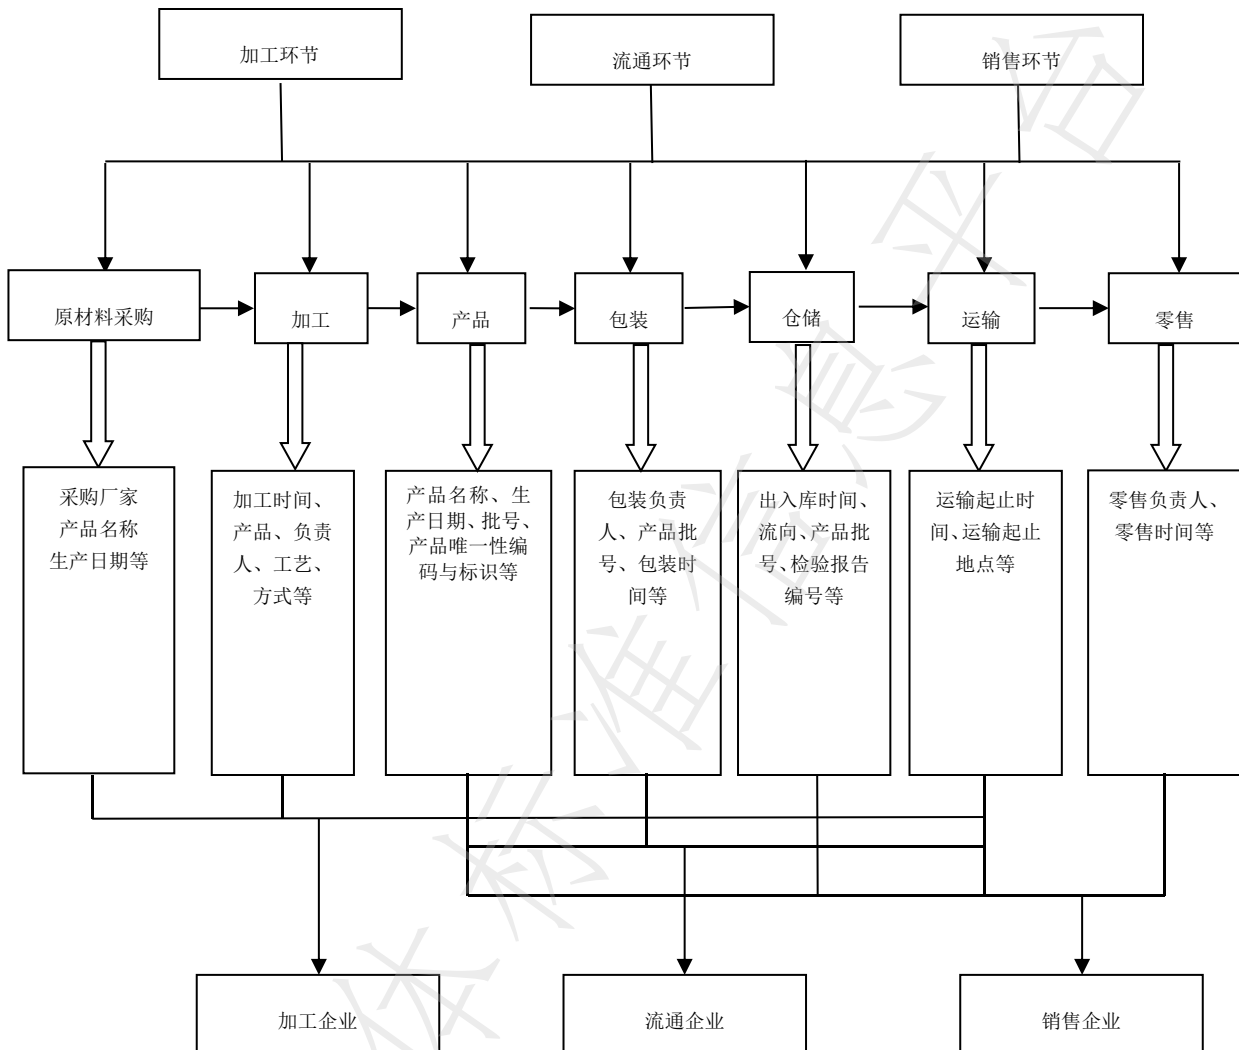 加工环节
流通环节
销售环节
原材料采购
加工
产品
包装
仓储
运输
零售
采购厂家
产品名称
生产日期等
加工时间、
产品、负责
人、工艺、
方式等
产品名称、生
产日期、批号、
产品唯一性编
码与标识等
包装负责
人、产品批
号、包装时
间等
出入库时间、
流向、产品批
号、检验报告
编号等
运输起止时
间、运输起止
地点等
零售负责人、
零售时间等
加工企业
流通企业
销售企业
体标准信息平台